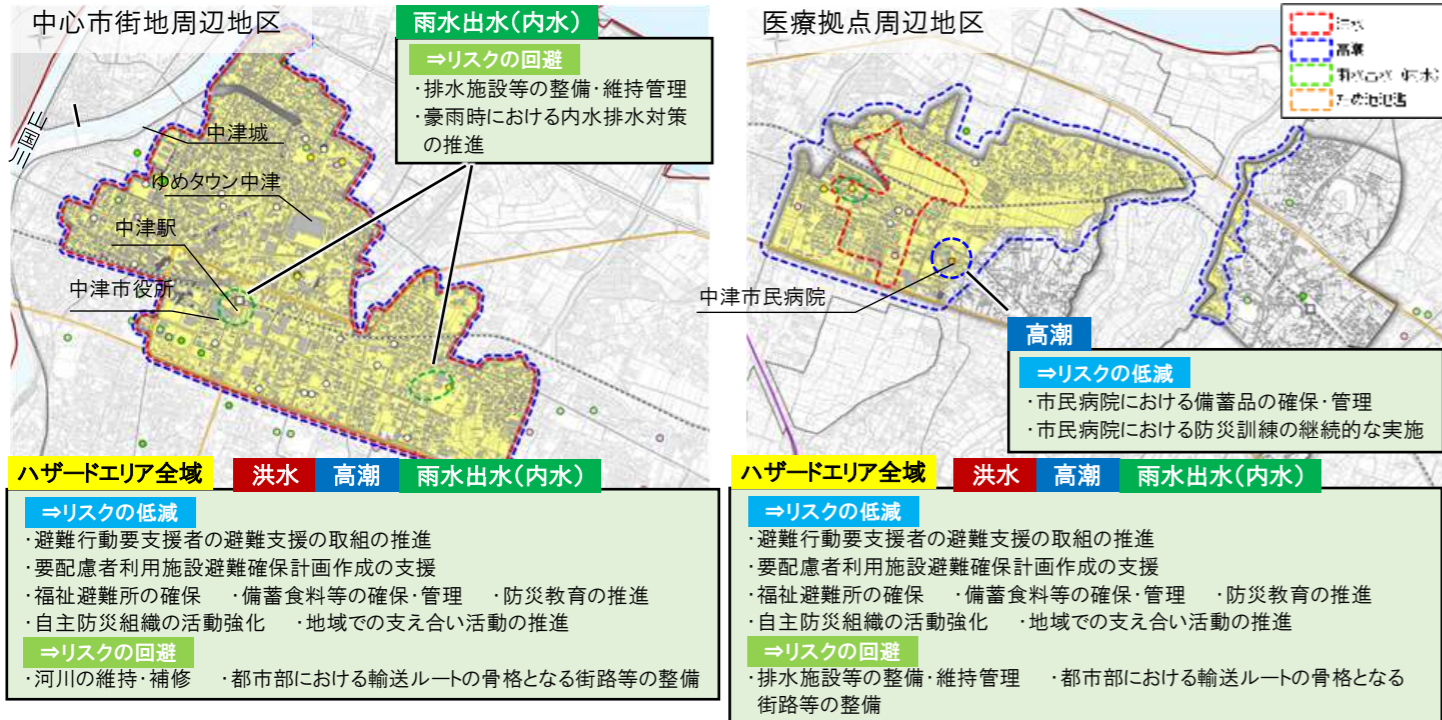 中心市街地周辺地区
雨水出水(内水)
⇒リスクの回避
・排水施設等の整備・維持管理
・豪雨時における内水排水対策
の推進
山国川
中津城
ゆめタウン中津
中津駅
中津市役所
ハザードエリア全域 洪水 高潮 雨水出水(内水)
⇒リスクの低減
・避難行動要支援者の避難支援の取組の推進
・要配慮者利用施設避難確保計画作成の支援
・福祉避難所の確保 ・備蓄食料等の確保・管理 ・防災教育の推進
・自主防災組織の活動強化 ・地域での支え合い活動の推進
⇒リスクの回避
・河川の維持・補修 ・都市部における輸送ルートの骨格となる街路等の整備
医療拠点周辺地区
高潮
中津市民病院
高潮
⇒リスクの低減
・市民病院における備蓄品の確保・管理
・市民病院における防災訓練の継続的な実施
ハザードエリア全域 洪水 高潮 雨水出水(内水)
⇒リスクの低減
・避難行動要支援者の避難支援の取組の推進
・要配慮者利用施設避難確保計画作成の支援
・福祉避難所の確保 ・備蓄食料等の確保・管理 ・防災教育の推進
・自主防災組織の活動強化 ・地域での支え合い活動の推進
⇒リスクの回避
・排水施設等の整備・維持管理 ・都市部における輸送ルートの骨格となる
街路等の整備